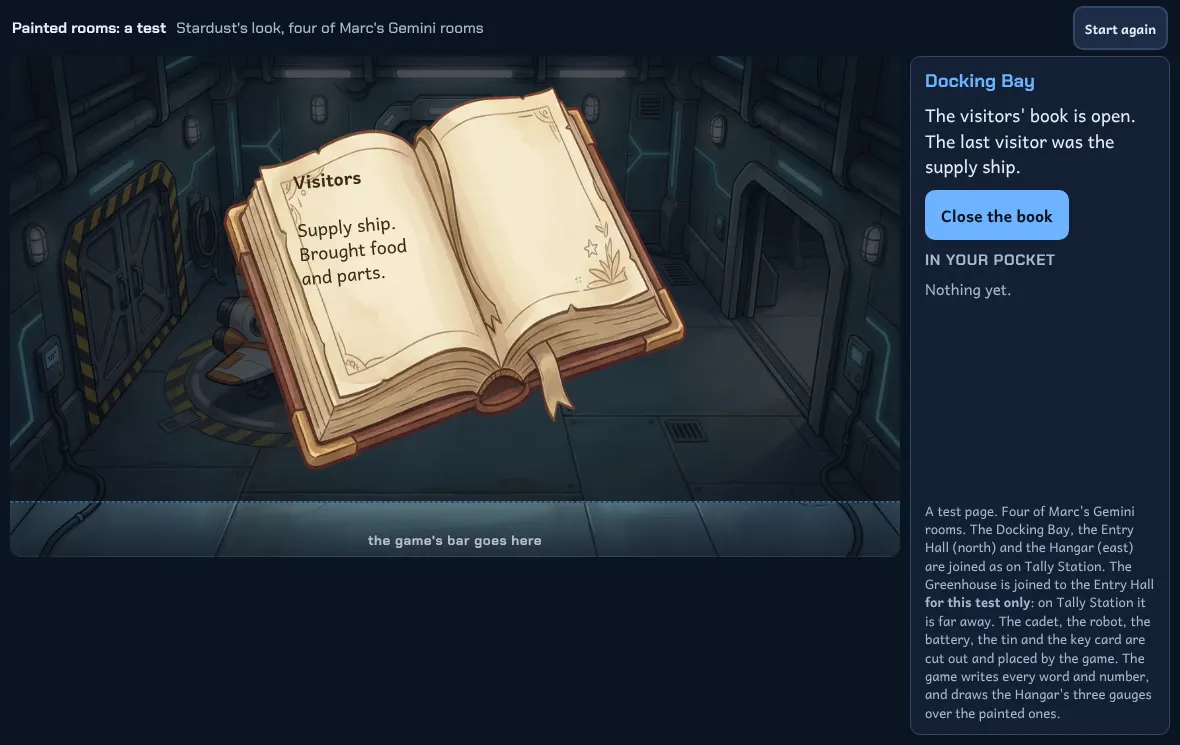 Painted rooms: a test Stardust's look, four of Marc's Gemini rooms
Start again
Visitors
Supply ship.
Brought food
and parts.
the game's bar goes here
Docking Bay
The visitors' book is open.
The last visitor was the
supply ship.
Close the book
IN YOUR POCKET
Nothing yet.
A test page. Four of Marc's Gemini
rooms. The Docking Bay, the Entry
Hall (north) and the Hangar (east)
are joined as on Tally Station. The
Greenhouse is joined to the Entry Hall
for this test only: on Tally Station it
is far away. The cadet, the robot, the
battery, the tin and the key card are
cut out and placed by the game. The
game writes every word and number,
and draws the Hangar's three gauges
over the painted ones.